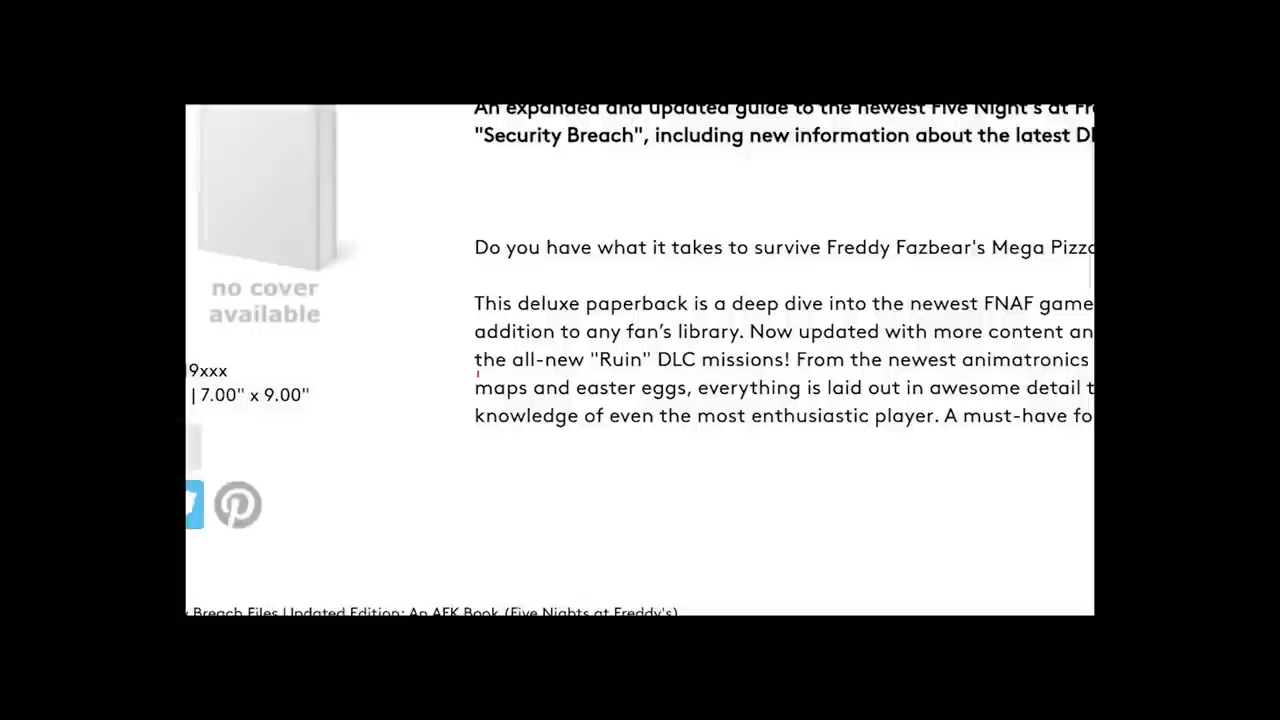 An expanded and updated guide to the newest Five Night's at Fr
"Security Breach", including new information about the latest DL
Do you have what it takes to survive Freddy Fazbear's Mega Pizza
This deluxe paperback is a deep dive into the newest FNAF game
addition to any fan’s library. Now updated with more content an
the all-new "Ruin" DLC missions! From the newest animatronics
maps and easter eggs, everything is laid out in awesome detail t
knowledge of even the most enthusiastic player. A must-have fo
no cover
available
9xxx
| 7.00" x 9.00"
Breach Files Updated Edition: An AFK Book (Five Nights at Freddy's)